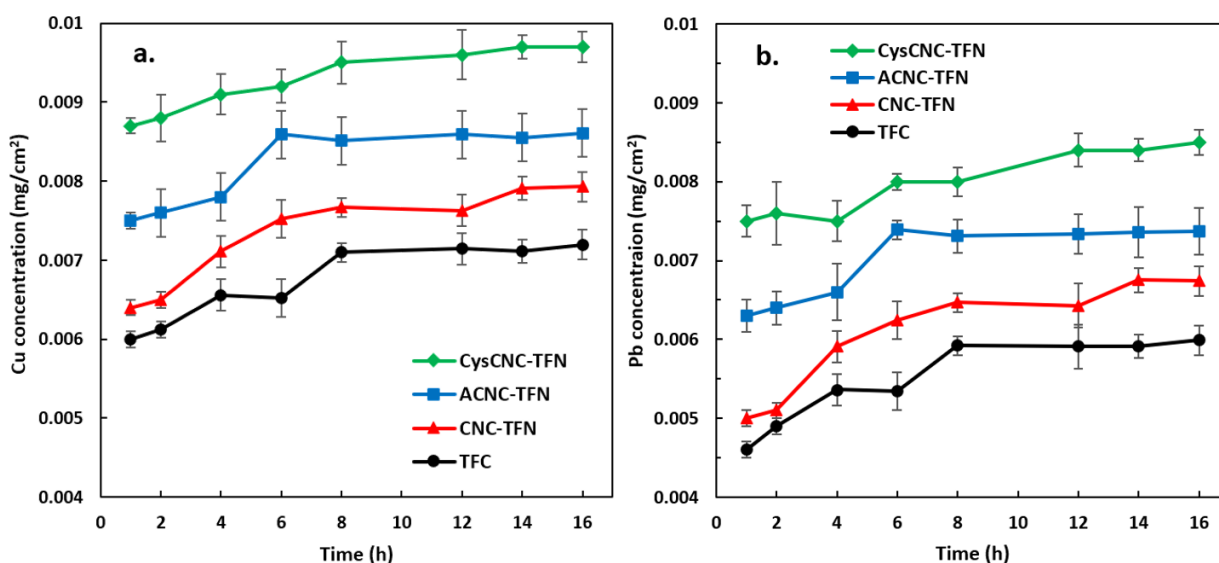 a.
Cu concentration (mg/cm²)
0.01
0.009
0.008
0.007
0.006
0.005
0.004
CysCNC-TFN
ACNC-TFN
CNC-TFN
TFC
0 2 4 6 8 10 12 14 16
Time (h)
b.
Pb concentraion (mg/cm²)
0.01
0.009
0.008
0.007
0.006
0.005
0.004
CysCNC-TFN
ACNC-TFN
CNC-TFN
TFC
0 2 4 6 8 10 12 14 16
Time (h)